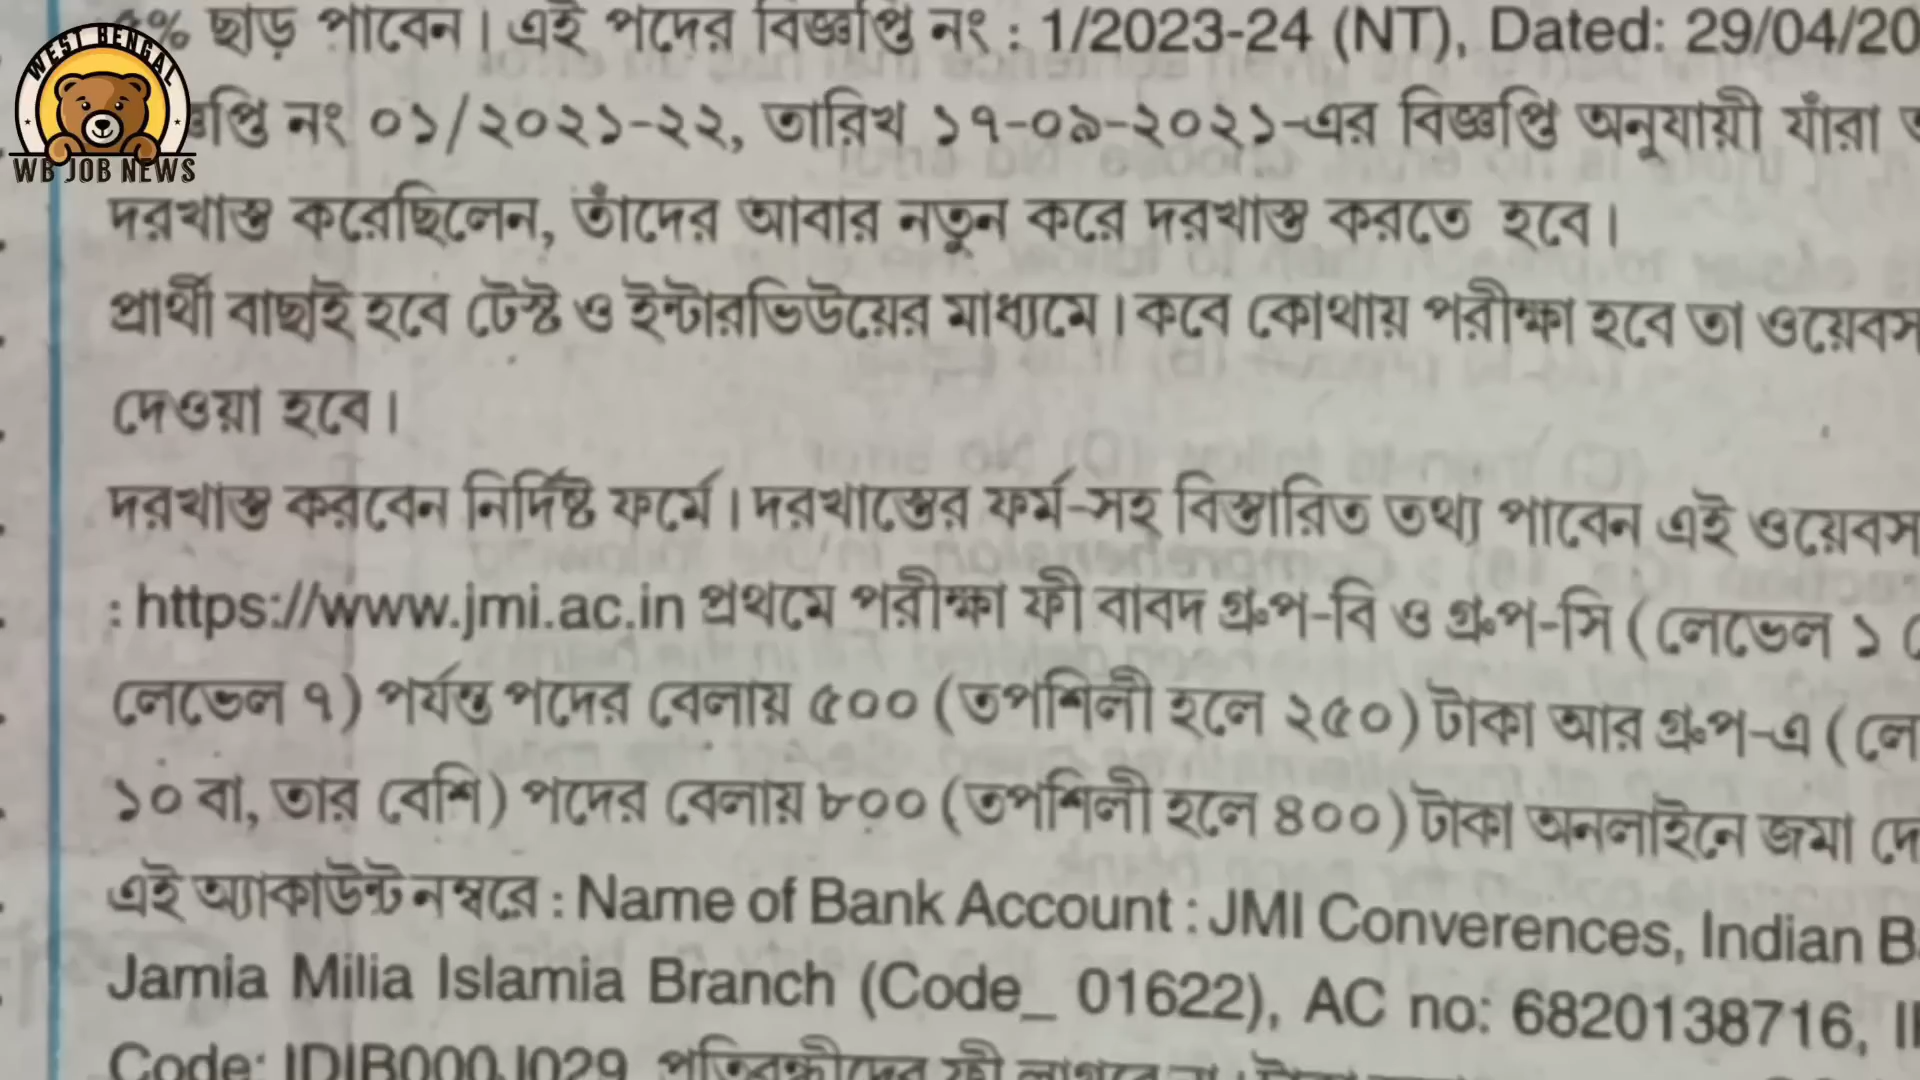 % ছাড় পাবেন। এই পদের বিজ্ঞপ্তি নং : 1/2023-24 (NT), Dated: 29/04/20
নং ০১/২০২১-২২, তারিখ ১৭-০৯-২০২১-এর বিজ্ঞপ্তি অনুযায়ী যাঁরা
দরখাস্ত করেছিলেন, তাঁদের আবার নতুন করে দরখাস্ত করতে হবে।
প্রার্থী বাছাই হবে টেস্ট ও ইন্টারভিউয়ের মাধ্যমে। কবে কোথায় পরীক্ষা হবে তা ওয়েবস
দেওয়া হবে।
দরখাস্ত করবেন নির্দিষ্ট ফর্মে। দরখাস্তের ফর্ম-সহ বিস্তারিত তথ্য পাবেন এই ওয়েবস
: https://www.jmi.ac.in প্রথমে পরীক্ষা ফী বাবদ গ্রুপ-বি ও গ্রুপ-সি (লেভেল ১
লেভেল ৭) পর্যন্ত পদের বেলায় ৫০০ (তপশিলী হলে ২৫০) টাকা আর গ্রুপ-এ (লে
১০ বা, তার বেশি) পদের বেলায় ৮০০ (তপশিলী হলে ৪০০) টাকা অনলাইনে জমা দে
এই অ্যাকাউন্ট নম্বরে : Name of Bank Account : JMI Converences, Indian B
Jamia Milia Islamia Branch (Code_ 01622), AC no: 6820138716,
Code: IDIB000J029. প্রতিবন্ধীদের ফী লাগবে না। টাকা
WEST BENGAL
WB JOB NEWS